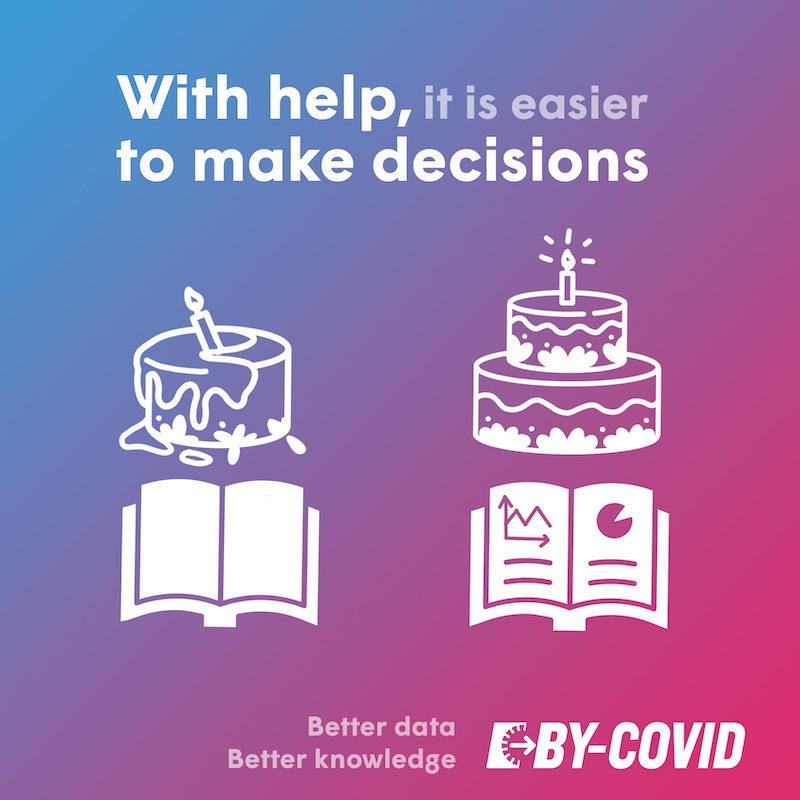 With help, it is easier
to make decisions
Better data
Better knowledge
BY-COVID